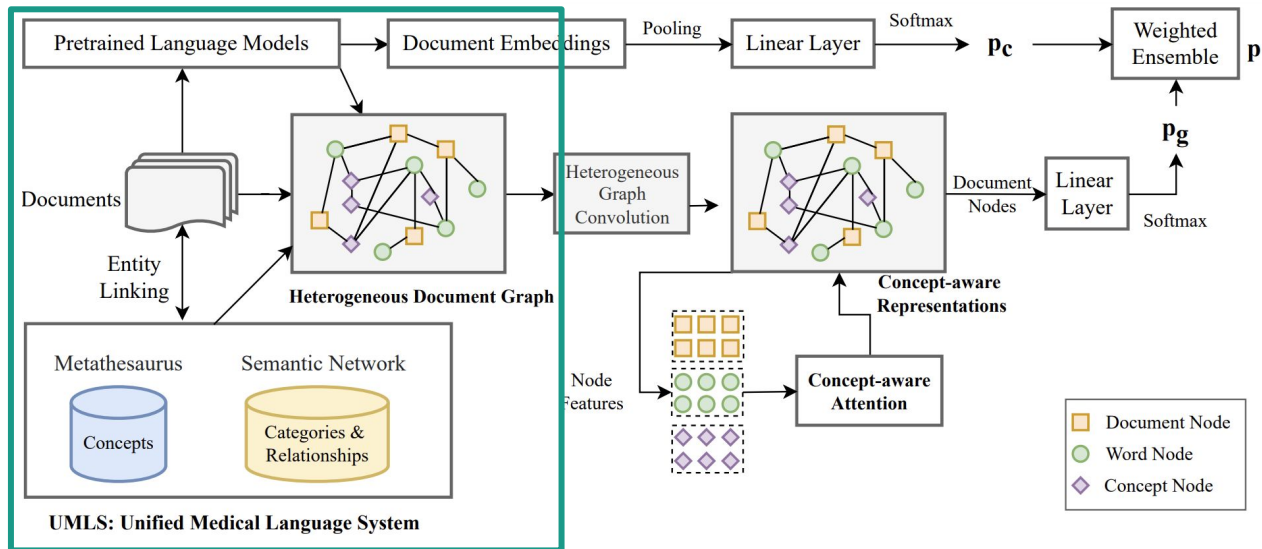 Pretrained Language Models
Document Embeddings
Pooling
Linear Layer
Softmax
pc
Weighted
Ensemble
p
Documents
Heterogeneous
Graph
Convolution
Document
Nodes
Linear
Layer
Softmax
pg
Entity
Linking
Heterogeneous Document Graph
Concept-aware
Representations
Metathesaurus
Semantic Network
Concepts
Categories &
Relationships
UMLS: Unified Medical Language System
Node
Features
Concept-aware
Attention
Document Node
Word Node
Concept Node